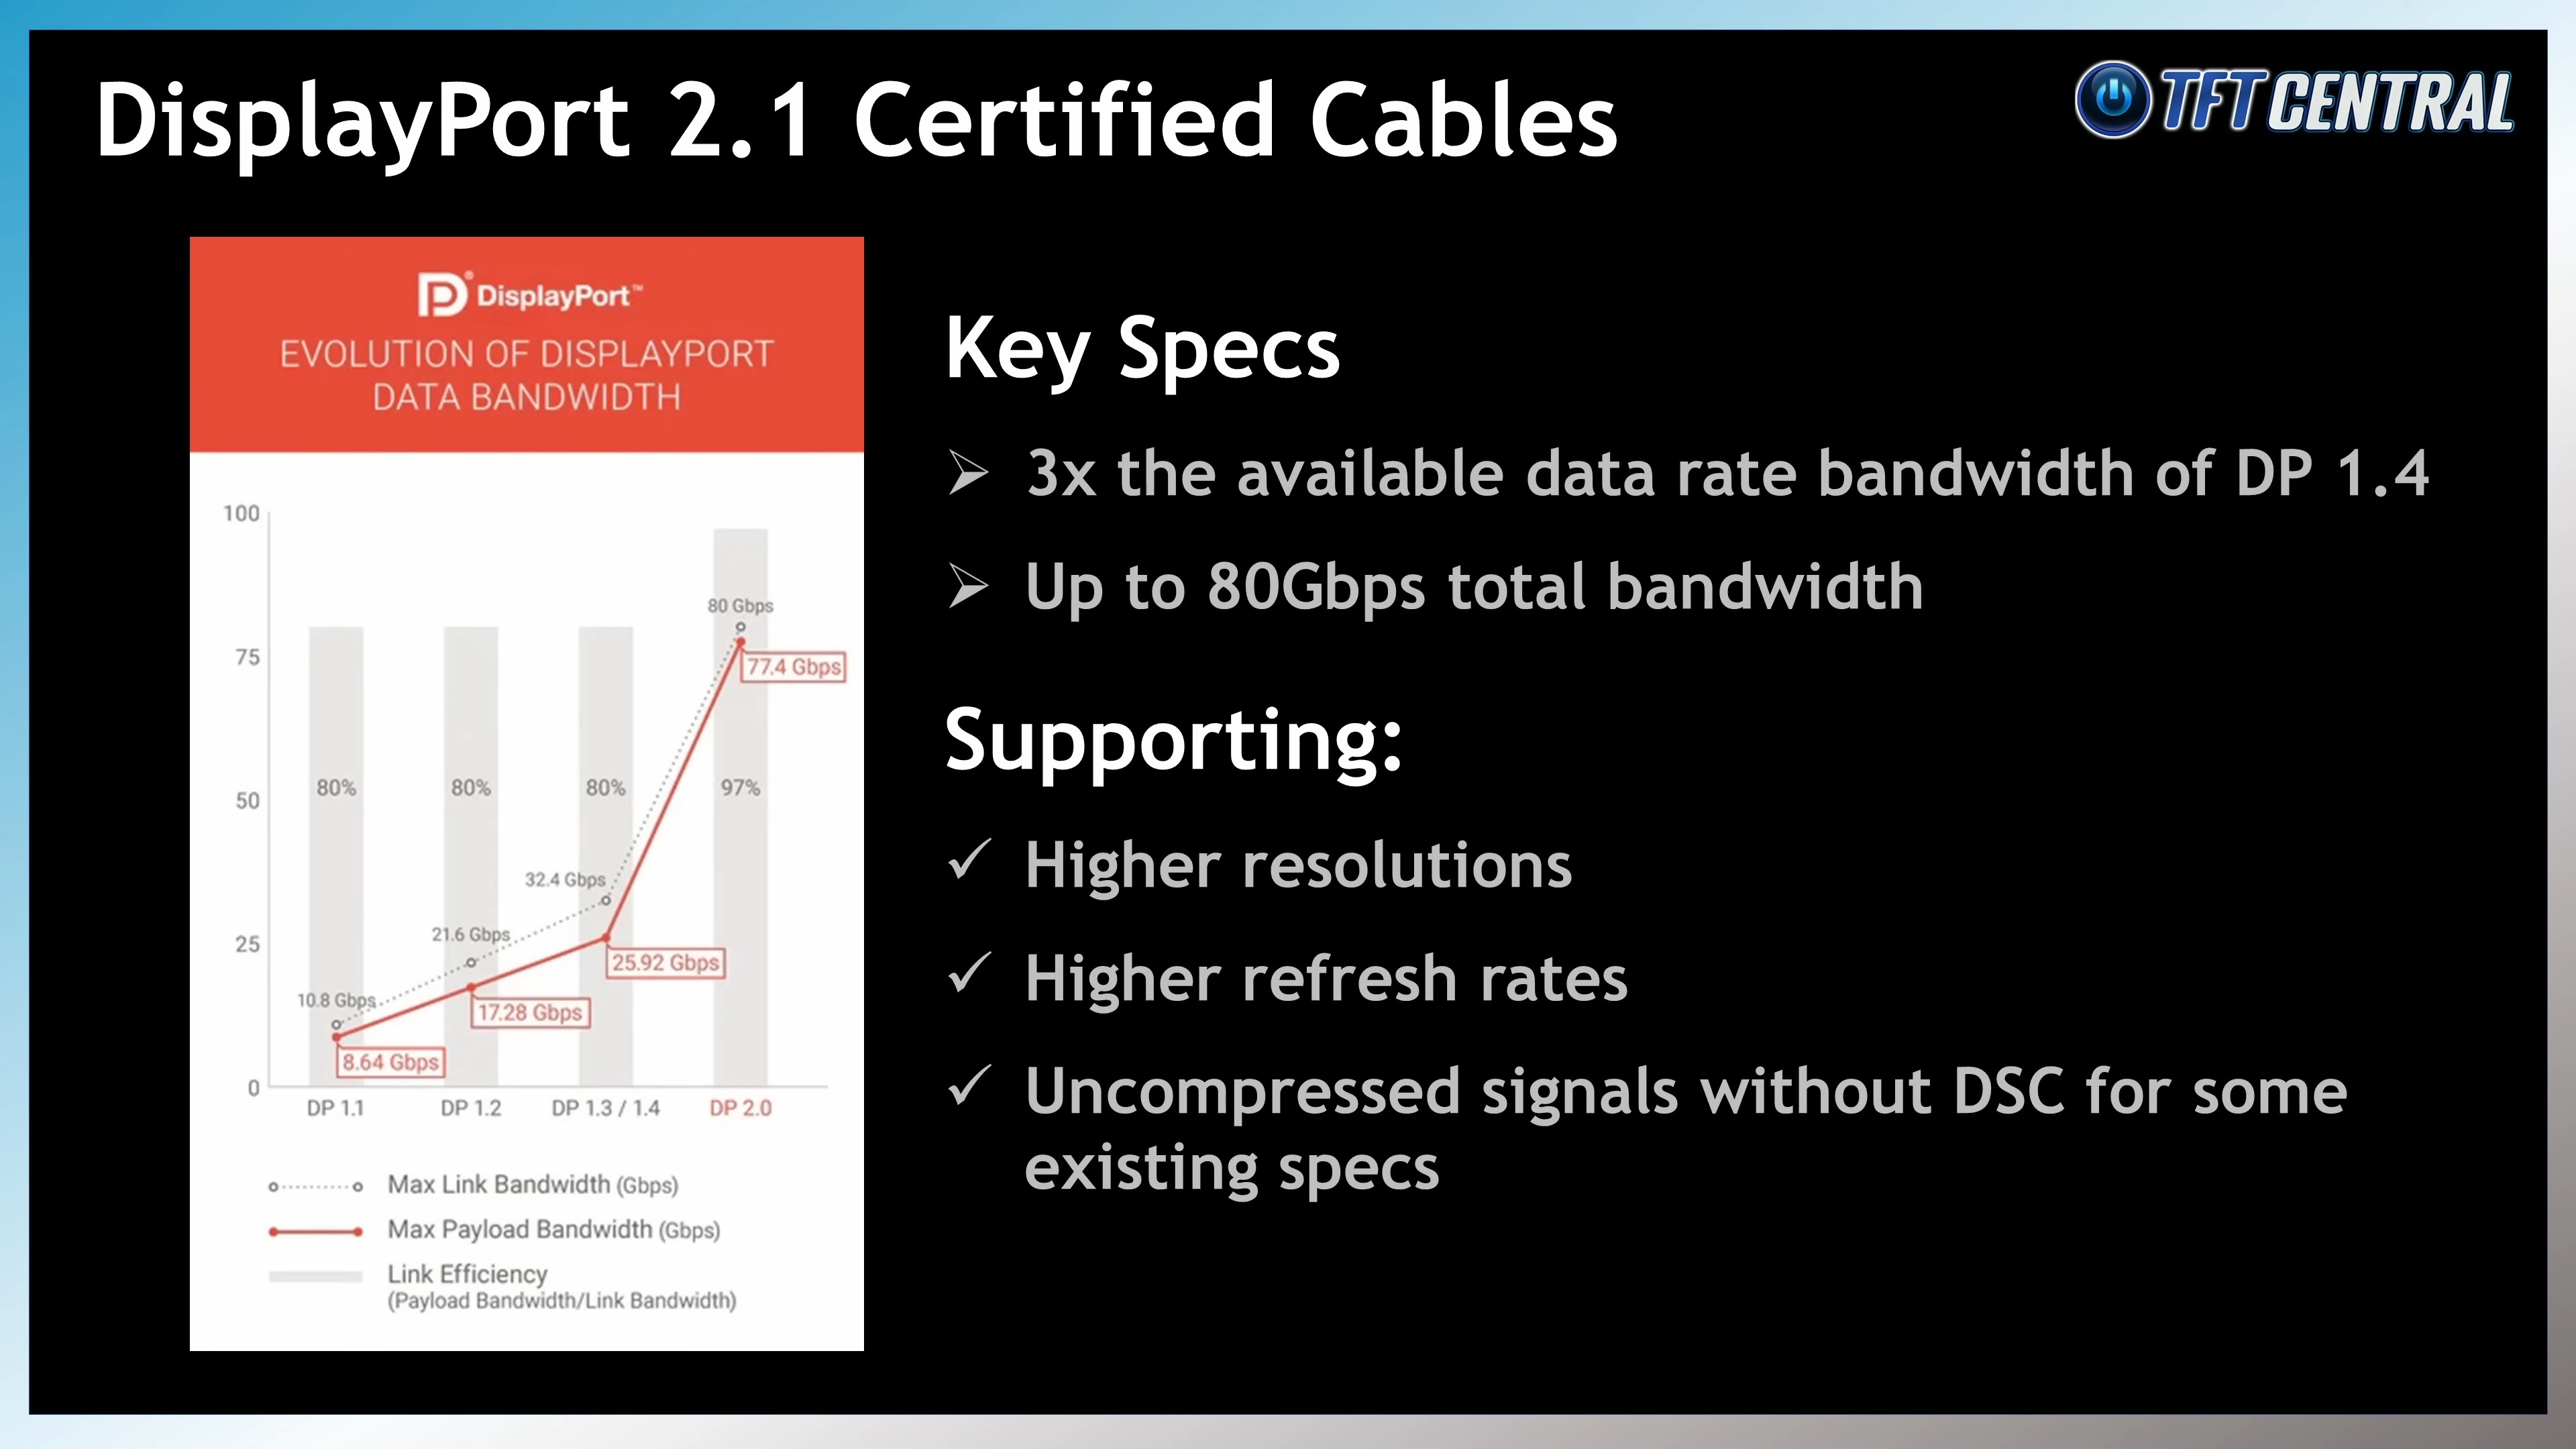 DisplayPort 2.1 Certified Cables
TFTCENTRAL
DisplayPort™
EVOLUTION OF DISPLAYPORT
DATA BANDWIDTH
100
75
50
25
0
80 Gbps
77.4 Gbps
80%
80%
80%
97%
32.4 Gbps
25.92 Gbps
21.6 Gbps
17.28 Gbps
10.8 Gbps
8.64 Gbps
DP 1.1
DP 1.2
DP 1.3 / 1.4
DP 2.0
Max Link Bandwidth (Gbps)
Max Payload Bandwidth (Gbps)
Link Efficiency
(Payload Bandwidth/Link Bandwidth)
Key Specs
➢ 3x the available data rate bandwidth of DP 1.4
➢ Up to 80Gbps total bandwidth
Supporting:
✓ Higher resolutions
✓ Higher refresh rates
✓ Uncompressed signals without DSC for some
existing specs